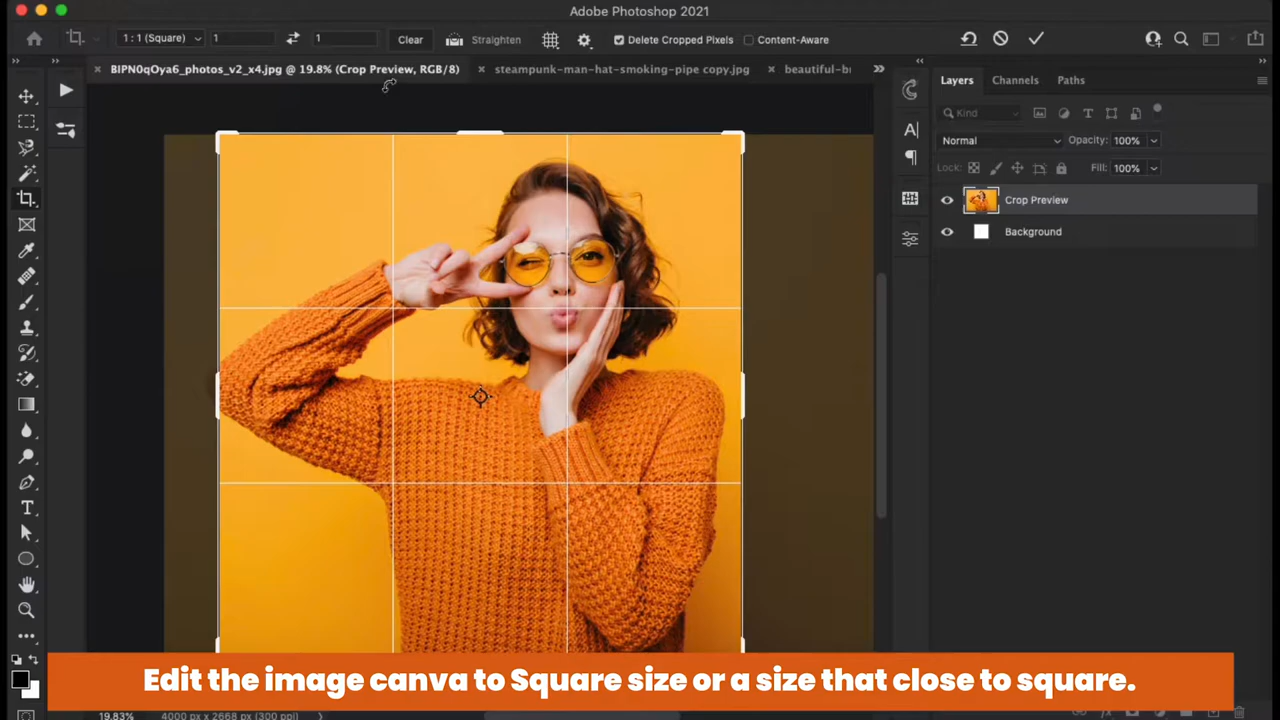 Adobe Photoshop 2021
1 : 1 (Square) 1 1 Clear Straighten Delete Cropped Pixels Content-Aware
BIPN0qOya6_photos_v2_x4.jpg @ 19.8% (Crop Preview, RGB/8) steampunk-man-hat-smoking-pipe copy.jpg beautiful-br
Layers Channels Paths
Kind
Normal Opacity: 100%
Lock: Fill: 100%
Crop Preview
Background
Edit the image canva to Square size or a size that close to square.
19.83% 4000 px x 2668 px (300 ppi)